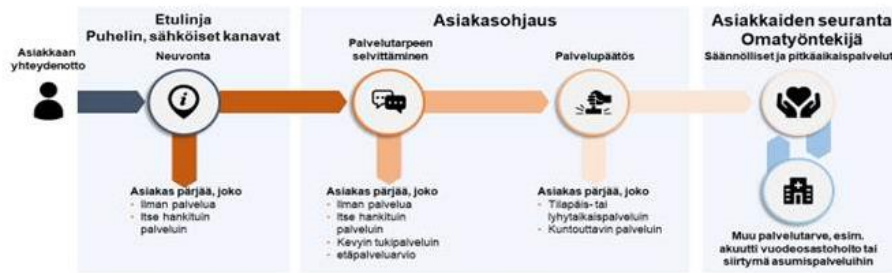 Etulinja
Puhelin, sähköiset kanavat
Asiakasohjaus
Asiakkaiden seuranta
Omatyöntekijä
Säännölliset ja pitkäaikaispalvelut
Asiakkaan
yhteydenotto
Neuvonta
Palvelutarpeen
selvittäminen
Palvelupäätös
Asiakas pärjää, joko
- Ilman palvelua
- Itse hankituin
palveluin
Asiakas pärjää, joko
- Ilman palvelua
- Itse hankituin
palveluin
- Kevyin tukipalveluin
- etäpalveluarvio
Asiakas pärjää, joko
- Tilapäis- tai
lyhytaikaispalveluin
- Kuntouttavin palveluin
Muu palvelutarve, esim.
akuutti vuodeosastohoito tai
siirtymä asumispalveluihin